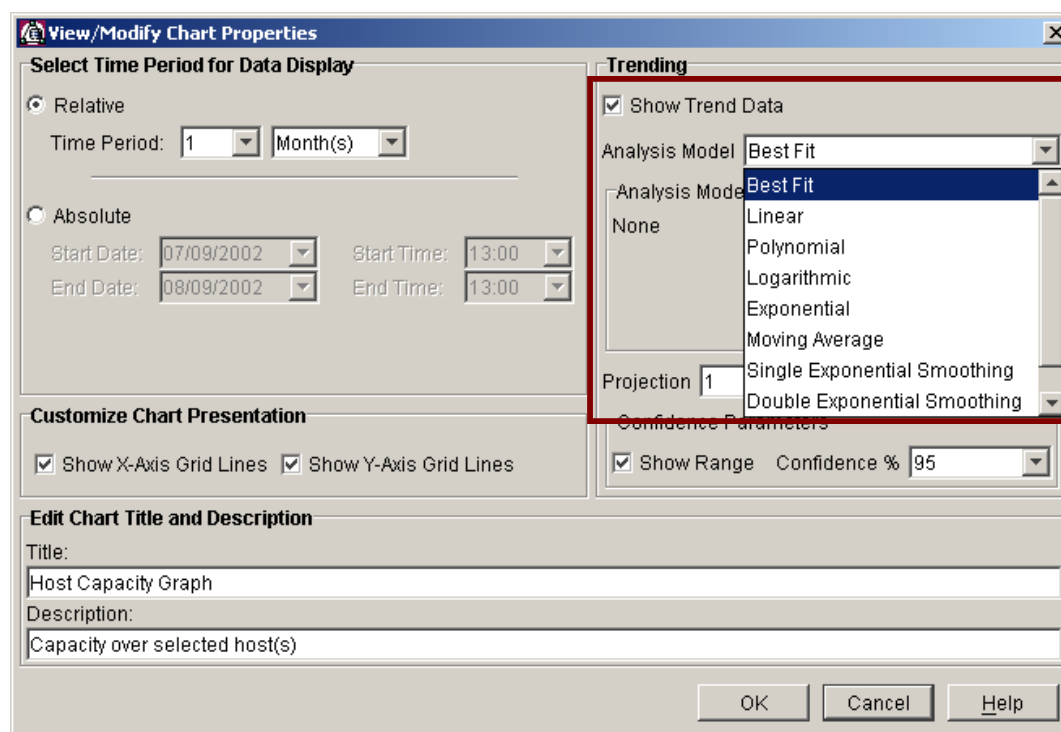 View/Modify Chart Properties
Select Time Period for Data Display
Relative
Time Period: 1 Month(s)
Absolute
Start Date: 07/09/2002 Start Time: 13:00
End Date: 08/09/2002 End Time: 13:00
Customize Chart Presentation
Show X-Axis Grid Lines Show Y-Axis Grid Lines
Trending
Show Trend Data
Analysis Model Best Fit
Analysis Mode
None
Best Fit
Linear
Polynomial
Logarithmic
Exponential
Moving Average
Single Exponential Smoothing
Double Exponential Smoothing
Projection 1
Confidence Parameters
Show Range Confidence % 95
Edit Chart Title and Description
Title:
Host Capacity Graph
Description:
Capacity over selected host(s)
OK Cancel Help